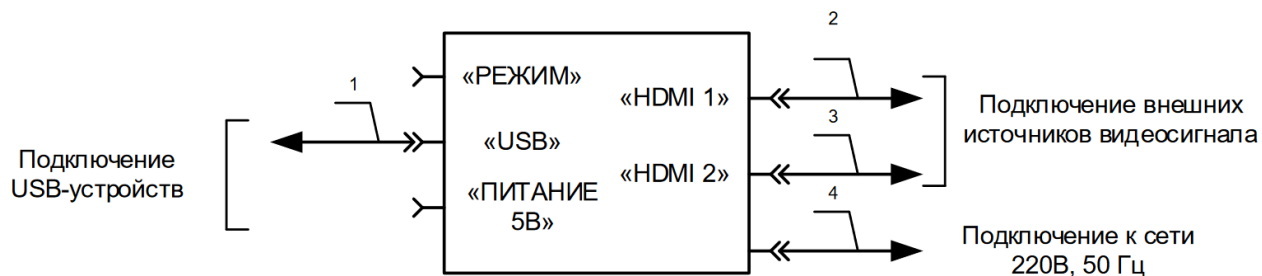 Подключение
USB-устройств
1
«РЕЖИМ»
«USB»
«ПИТАНИЕ
5В»
«HDMI 1»
«HDMI 2»
2
3
4
Подключение внешних
источников видеосигнала
Подключение к сети
220В, 50 Гц